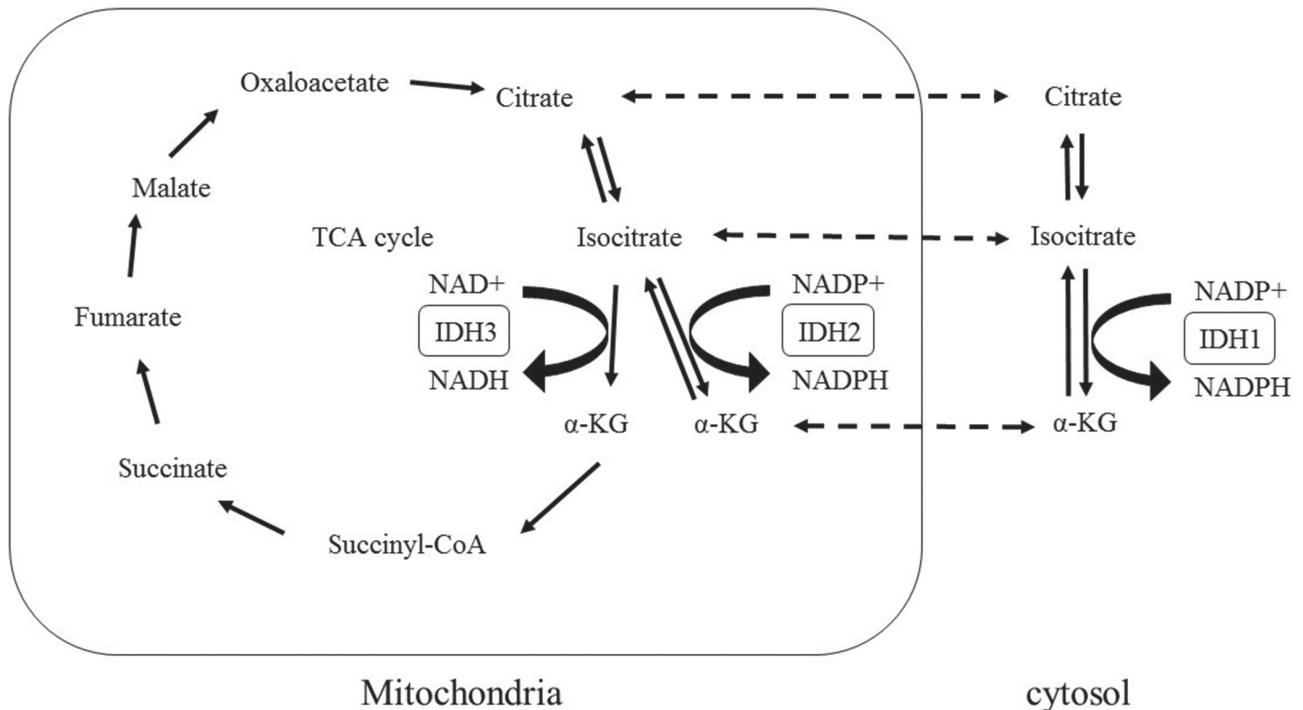 Oxaloacetate
Citrate
Citrate
Malate
TCA cycle
Isocitrate
Isocitrate
NAD+
NADP+
NADP+
Fumarate
IDH3
IDH2
IDH1
NADH
NADPH
NADPH
α-KG
α-KG
α-KG
Succinate
Succinyl-CoA
Mitochondria
cytosol